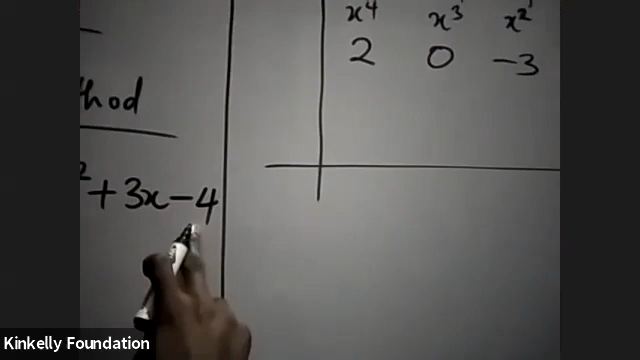 x⁴ x³ x²
2 0 -3
thod
² + 3x - 4
Kinkelly Foundation